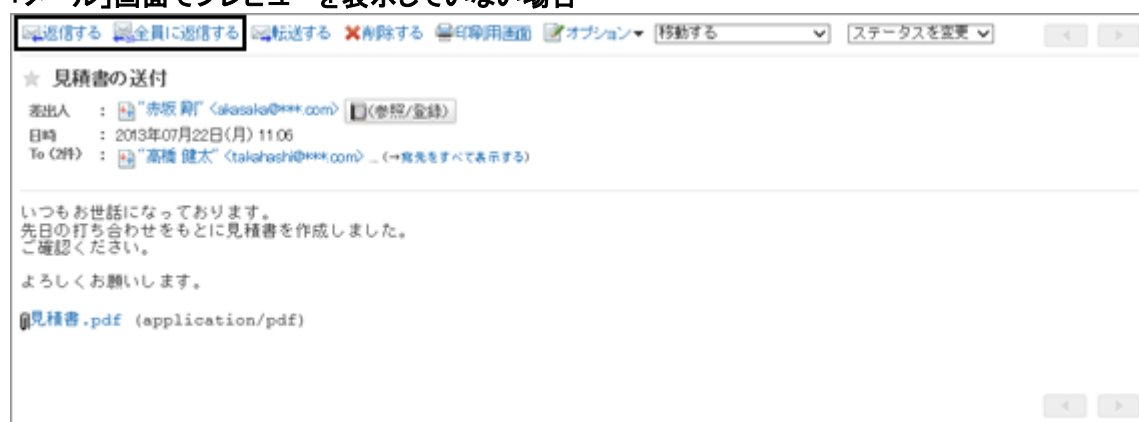 「メール」画面でプレビューを表示していない場合
返信する 全員に返信する 転送する 削除する 印刷用画面 オプション▼ 移動する ステータスを変更
★ 見積書の送付
差出人 : "赤坂 剛" <akasaka@***.com> (参照/登録)
日時 : 2013年07月22日(月) 11:06
To (2件) : "高橋 健太" <takahashi@***.com> ... (→宛先をすべて表示する)
いつもお世話になっております。
先日の打ち合わせをもとに見積書を作成しました。
ご確認ください。
よろしくお願いします。
見積書.pdf (application/pdf)